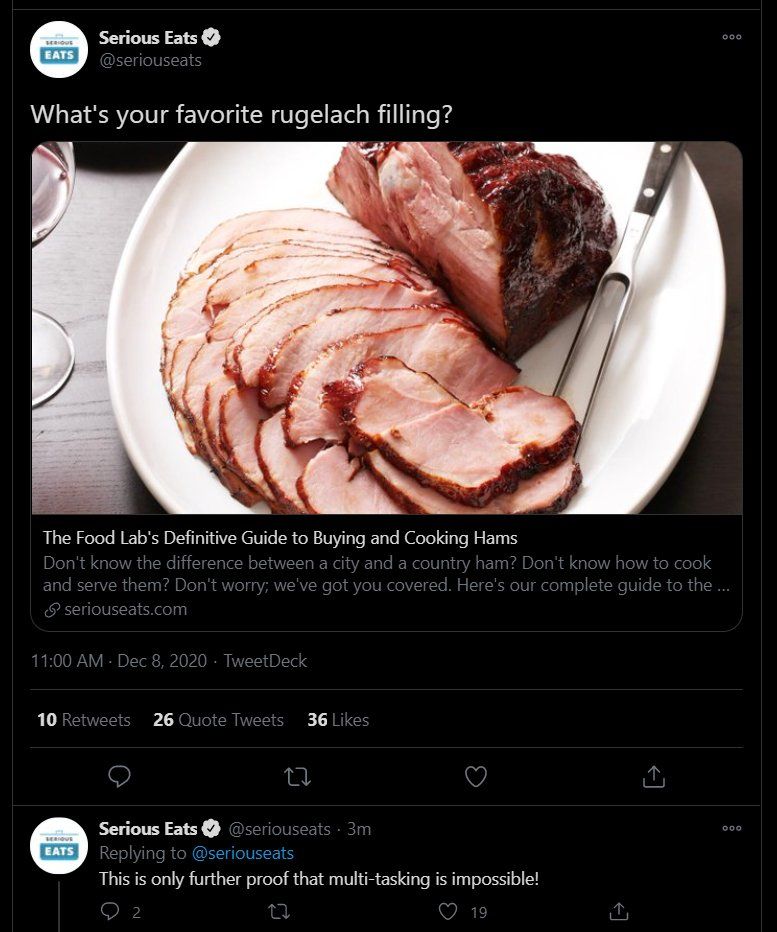 SERIOUS
EATS
Serious Eats
@seriouseats
What's your favorite rugelach filling?
The Food Lab's Definitive Guide to Buying and Cooking Hams
Don't know the difference between a city and a country ham? Don't know how to cook
and serve them? Don't worry; we've got you covered. Here's our complete guide to the ...
seriouseats.com
11:00 AM · Dec 8, 2020 · TweetDeck
10 Retweets 26 Quote Tweets 36 Likes
SERIOUS
EATS
Serious Eats @seriouseats · 3m
Replying to @seriouseats
This is only further proof that multi-tasking is impossible!
2 19